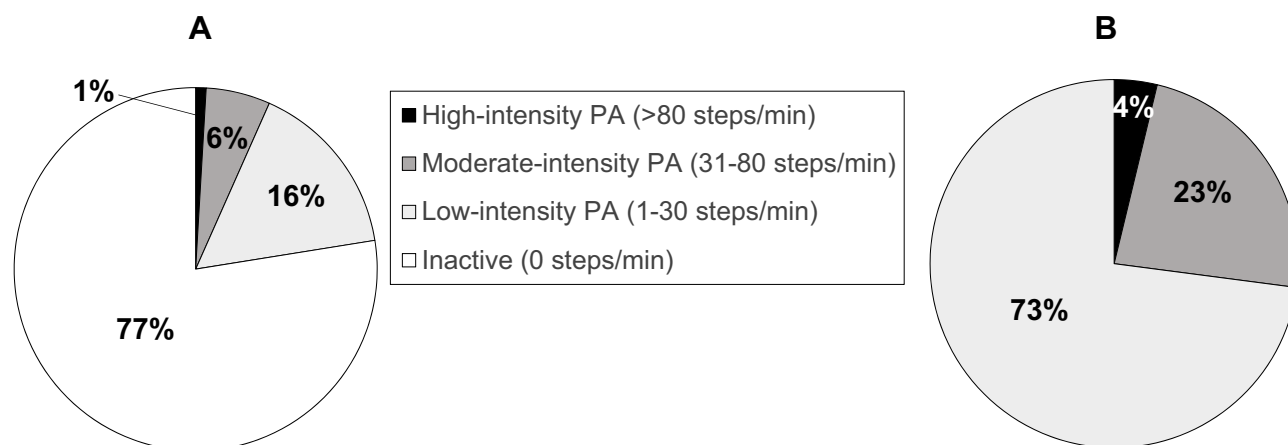 A
B
1%
6%
16%
77%
High-intensity PA (>80 steps/min)
Moderate-intensity PA (31-80 steps/min)
Low-intensity PA (1-30 steps/min)
Inactive (0 steps/min)
4%
23%
73%